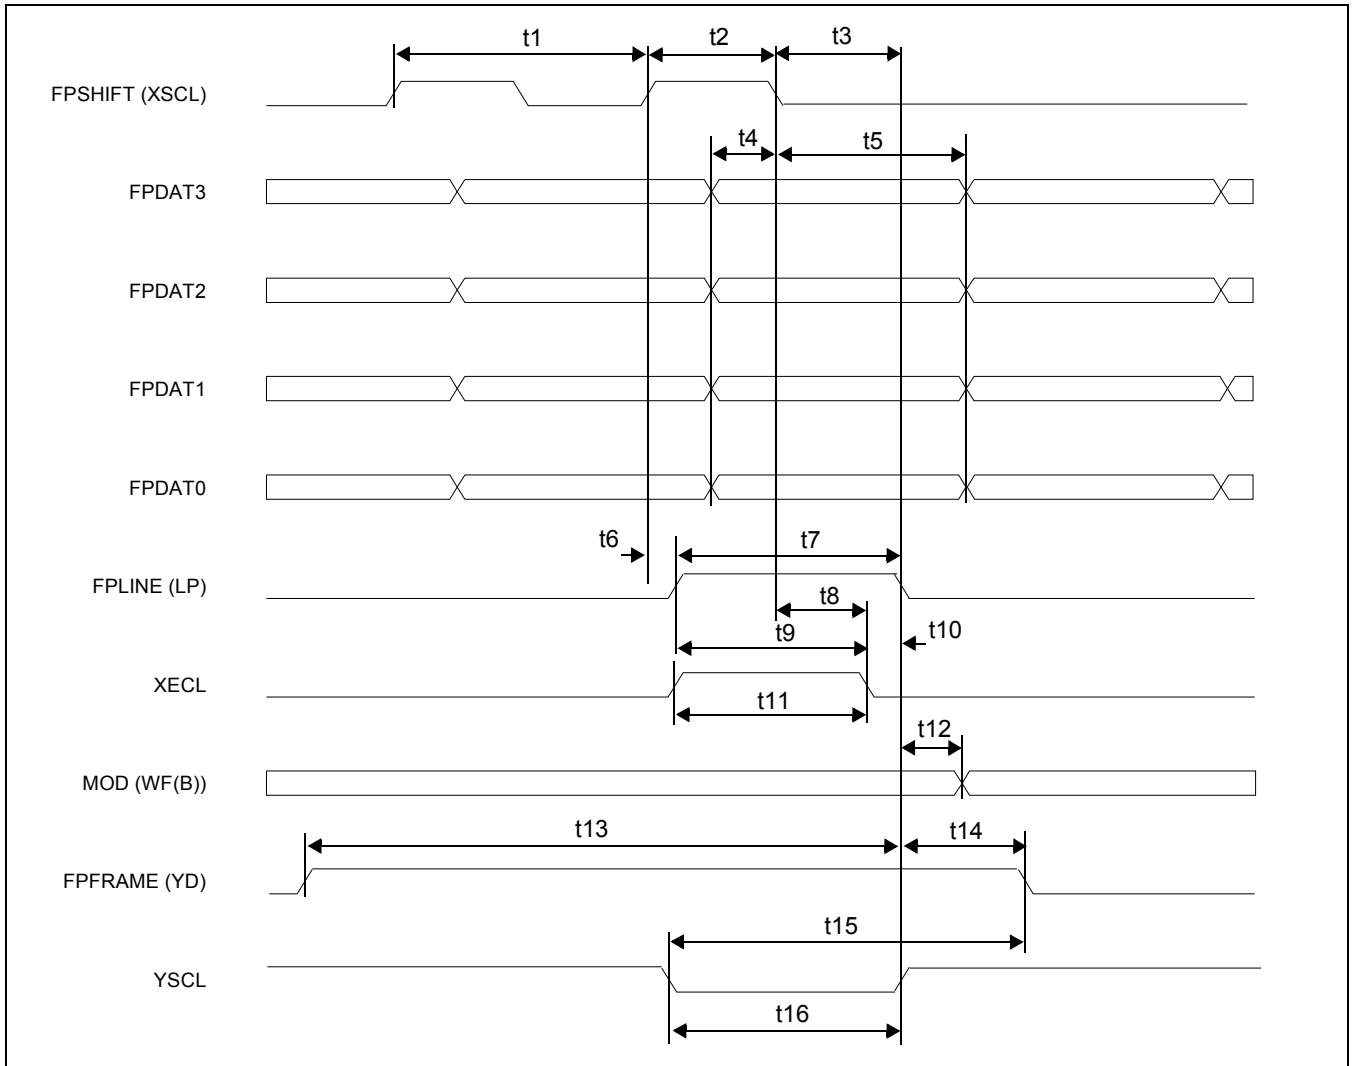 t1
t2
t3
FPSHIFT (XSCL)
t4
t5
FPDAT3
FPDAT2
FPDAT1
FPDAT0
t6
t7
FPLINE (LP)
t8
t9
t10
XECL
t11
t12
MOD (WF(B))
t13
t14
FPFRAME (YD)
t15
YSCL
t16